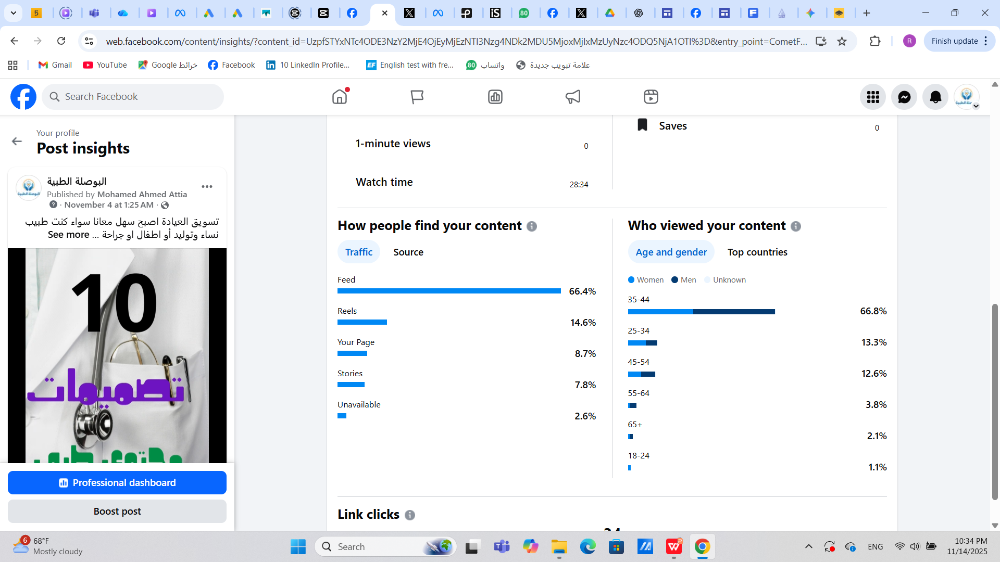 5
80
web.facebook.com/content/insights/?content_id=UzpfSTYxNTc4ODE3NzY2MjE4OjEyMjEzNTI3Nzg4NDk2MDU5MjoxMjIxMzUyNzc4ODQ5NjA1OTI%3D&entry_point=CometF...
R
Finish update
Gmail
YouTube
خرائط Google
Facebook
10 LinkedIn Profile...
EF English test with fre...
80 واتساب
علامة تبويب جديدة
Search Facebook
Your profile
Post insights
البوصلة الطبية
Published by Mohamed Ahmed Attia
· November 4 at 1:25 AM ·
تسويق العيادة اصبح سهل معانا سواء كنت طبيب
نساء وتوليد أو اطفال او جراحة ... See more
10
تصميمات
محتوى طبي
Professional dashboard
Boost post
1-minute views
0
Watch time
28:34
Saves
0
How people find your content
Traffic
Source
Feed
66.4%
Reels
14.6%
Your Page
8.7%
Stories
7.8%
Unavailable
2.6%
Who viewed your content
Age and gender
Top countries
Women
Men
Unknown
35-44
66.8%
25-34
13.3%
45-54
12.6%
55-64
3.8%
65+
2.1%
18-24
1.1%
Link clicks
6
68°F
Mostly cloudy
Search
ENG
10:34 PM
11/14/2025